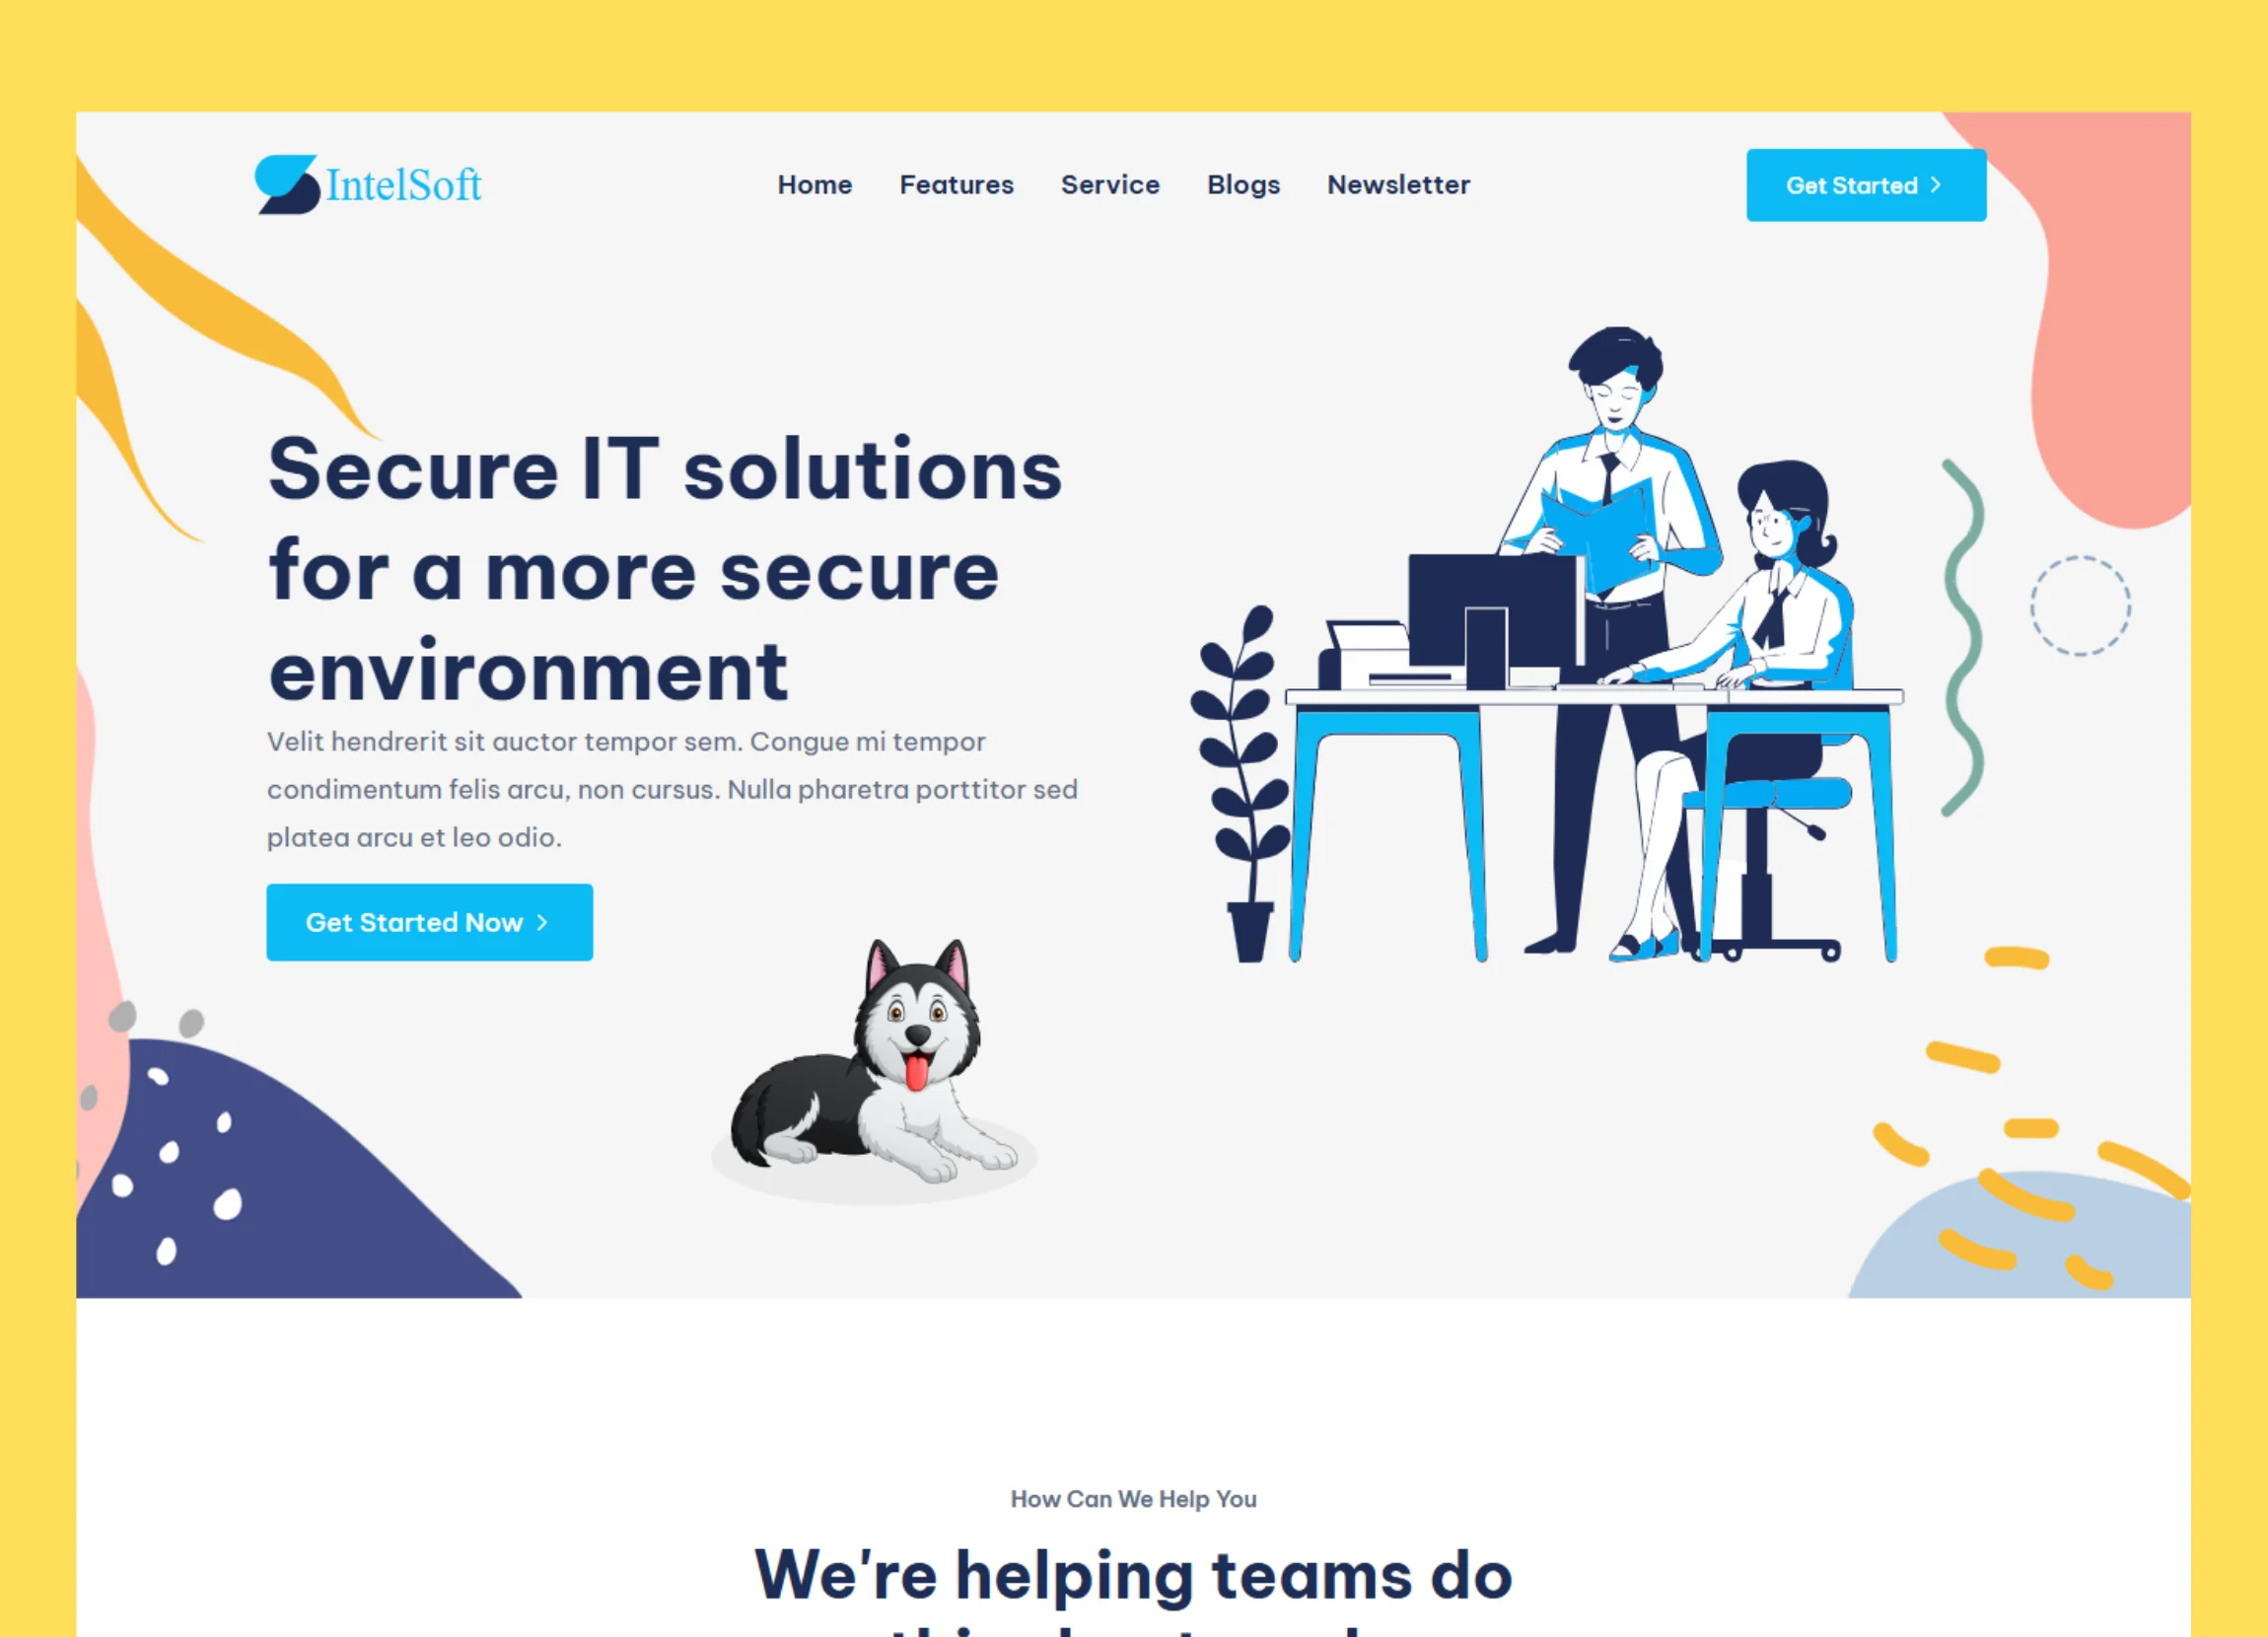 IntelSoft
Home Features Service Blogs Newsletter
Get Started
Secure IT solutions
for a more secure
environment
Velit hendrerit sit auctor tempor sem. Congue mi tempor
condimentum felis arcu, non cursus. Nulla pharetra porttitor sed
platea arcu et leo odio.
Get Started Now
How Can We Help You
We're helping teams do